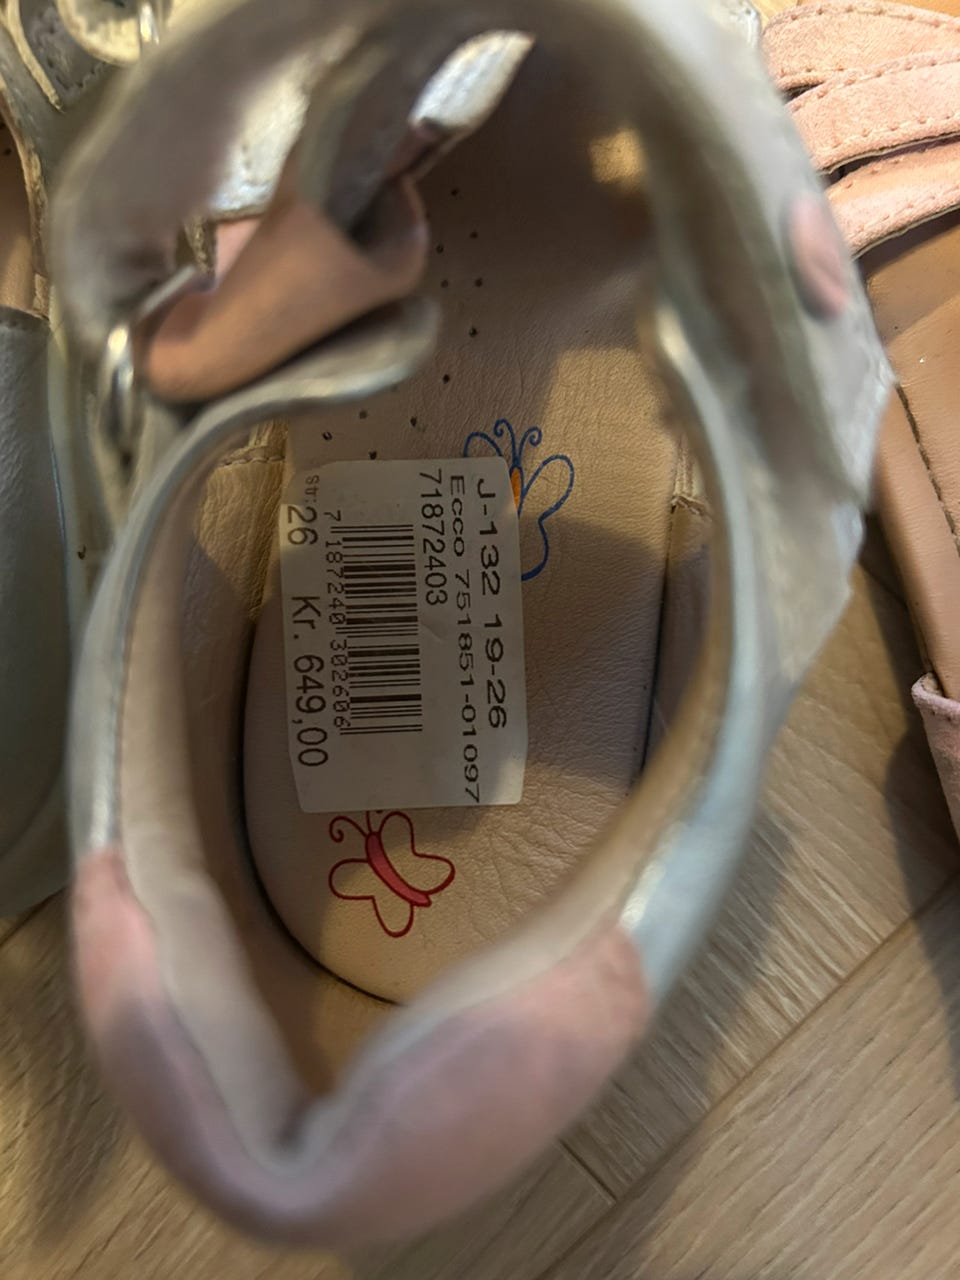 J-132 19-26
Ecco 751851-01097
71872403
7 187240 302606
str: 26 Kr. 649,00